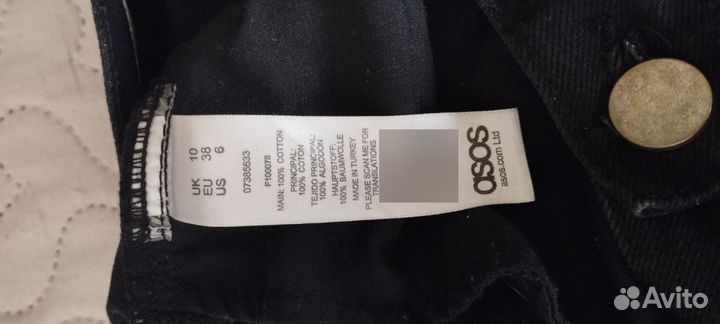 UK 10
EU 38
US 6
07385633
F100078
MAIN: 100% COTTON
PRINCIPAL:
100% COTON
TEJIDO PRINCIPAL:
100% ALGODÓN
HAUPTSTOFF:
100% BAUMWOLLE
MADE IN TURKEY
PLEASE SCAN ME FOR
TRANSLATIONS
asos
asos.com Ltd
Avito